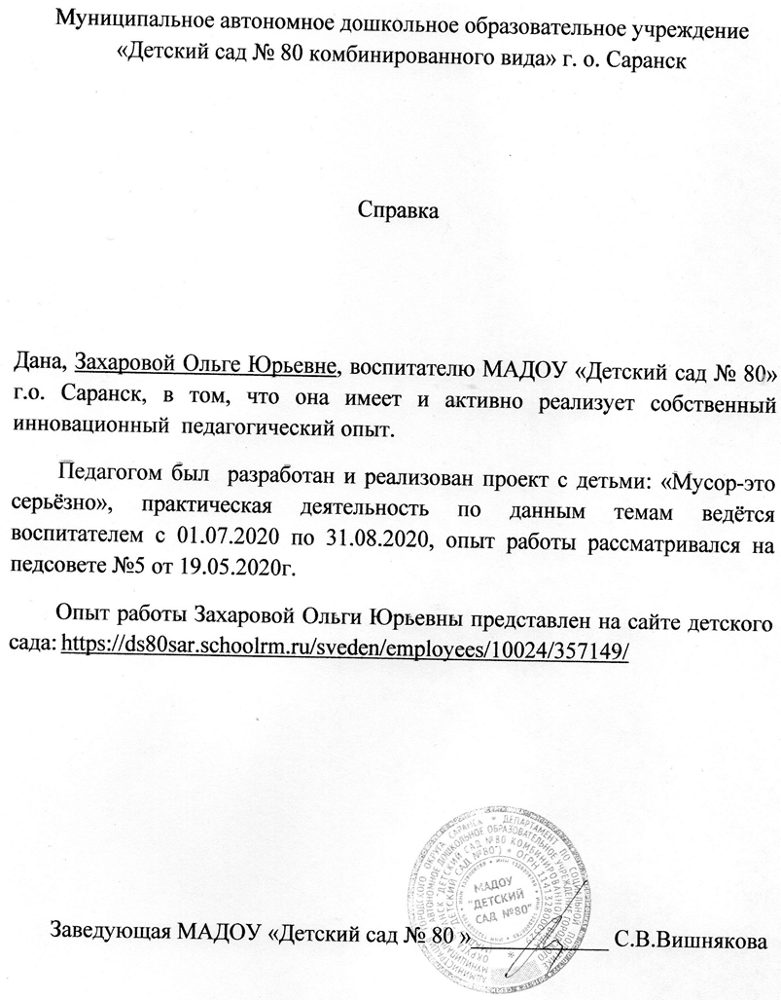 Муниципальное автономное дошкольное образовательное учреждение
«Детский сад № 80 комбинированного вида» г. о. Саранск
Справка
Дана, Захаровой Ольге Юрьевне, воспитателю МАДОУ «Детский сад № 80»
г.о. Саранск, в том, что она имеет и активно реализует собственный
инновационный педагогический опыт.
Педагогом был разработан и реализован проект с детьми: «Мусор-это
серьёзно», практическая деятельность по данным темам ведётся
воспитателем с 01.07.2020 по 31.08.2020, опыт работы рассматривался на
педсовете №5 от 19.05.2020г.
Опыт работы Захаровой Ольги Юрьевны представлен на сайте детского
сада: https://ds80sar.schoolrm.ru/sveden/employees/10024/357149/
МАДОУ
"ДЕТСКИЙ
САД №80"
Заведующая МАДОУ «Детский сад № 80 »____________ С.В.Вишнякова